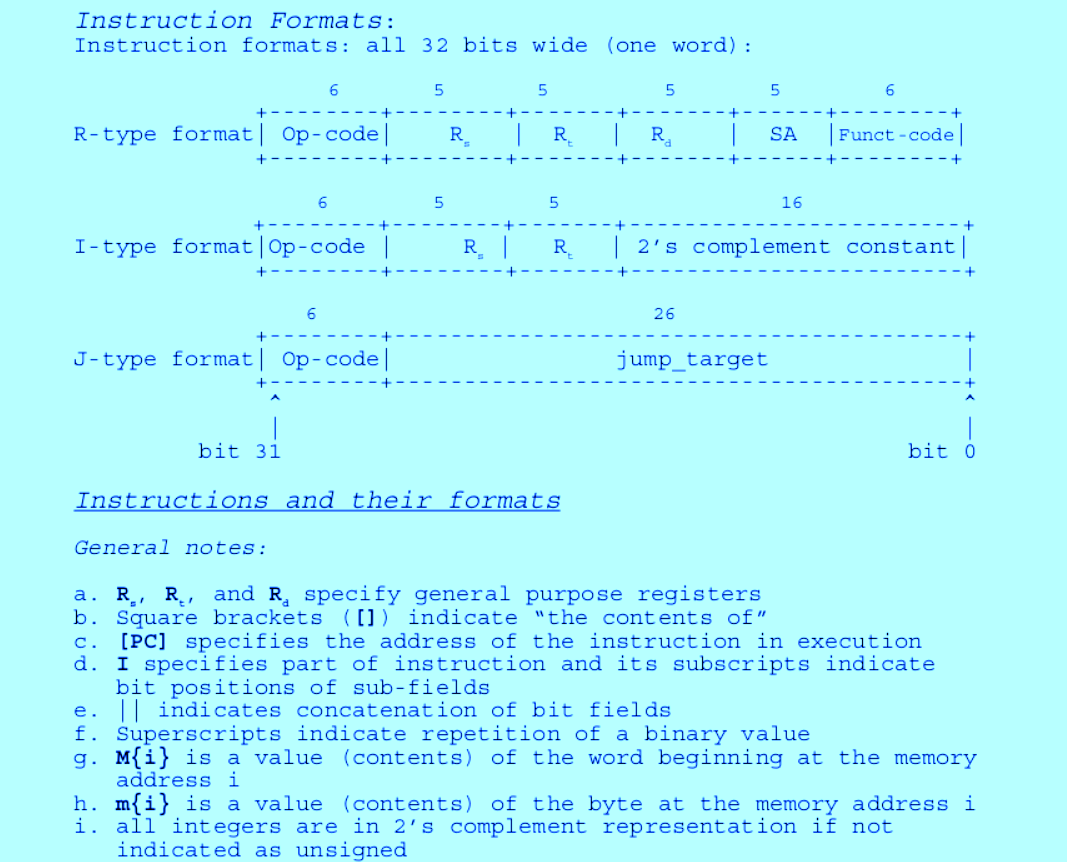 Instruction Formats:
Instruction formats: all 32 bits wide (one word):
6 5 5 5 5 6
+--------+--------+-------+-------+------+--------+
R-type format| Op-code| Rs | Rt | Rd | SA |Funct-code|
+--------+--------+-------+-------+------+--------+
6 5 5 16
+--------+--------+-------+------------------------+
I-type format|Op-code | Rs | Rt | 2's complement constant|
+--------+--------+-------+------------------------+
6 26
+--------+-----------------------------------------+
J-type format| Op-code| jump_target |
+--------+-----------------------------------------+
^ ^
| |
bit 31 bit 0
Instructions and their formats
General notes:
a. Rs, Rt, and Rd specify general purpose registers
b. Square brackets ([]) indicate “the contents of”
c. [PC] specifies the address of the instruction in execution
d. I specifies part of instruction and its subscripts indicate
bit positions of sub-fields
e. || indicates concatenation of bit fields
f. Superscripts indicate repetition of a binary value
g. M{i} is a value (contents) of the word beginning at the memory
address i
h. m{i} is a value (contents) of the byte at the memory address i
i. all integers are in 2's complement representation if not
indicated as unsigned